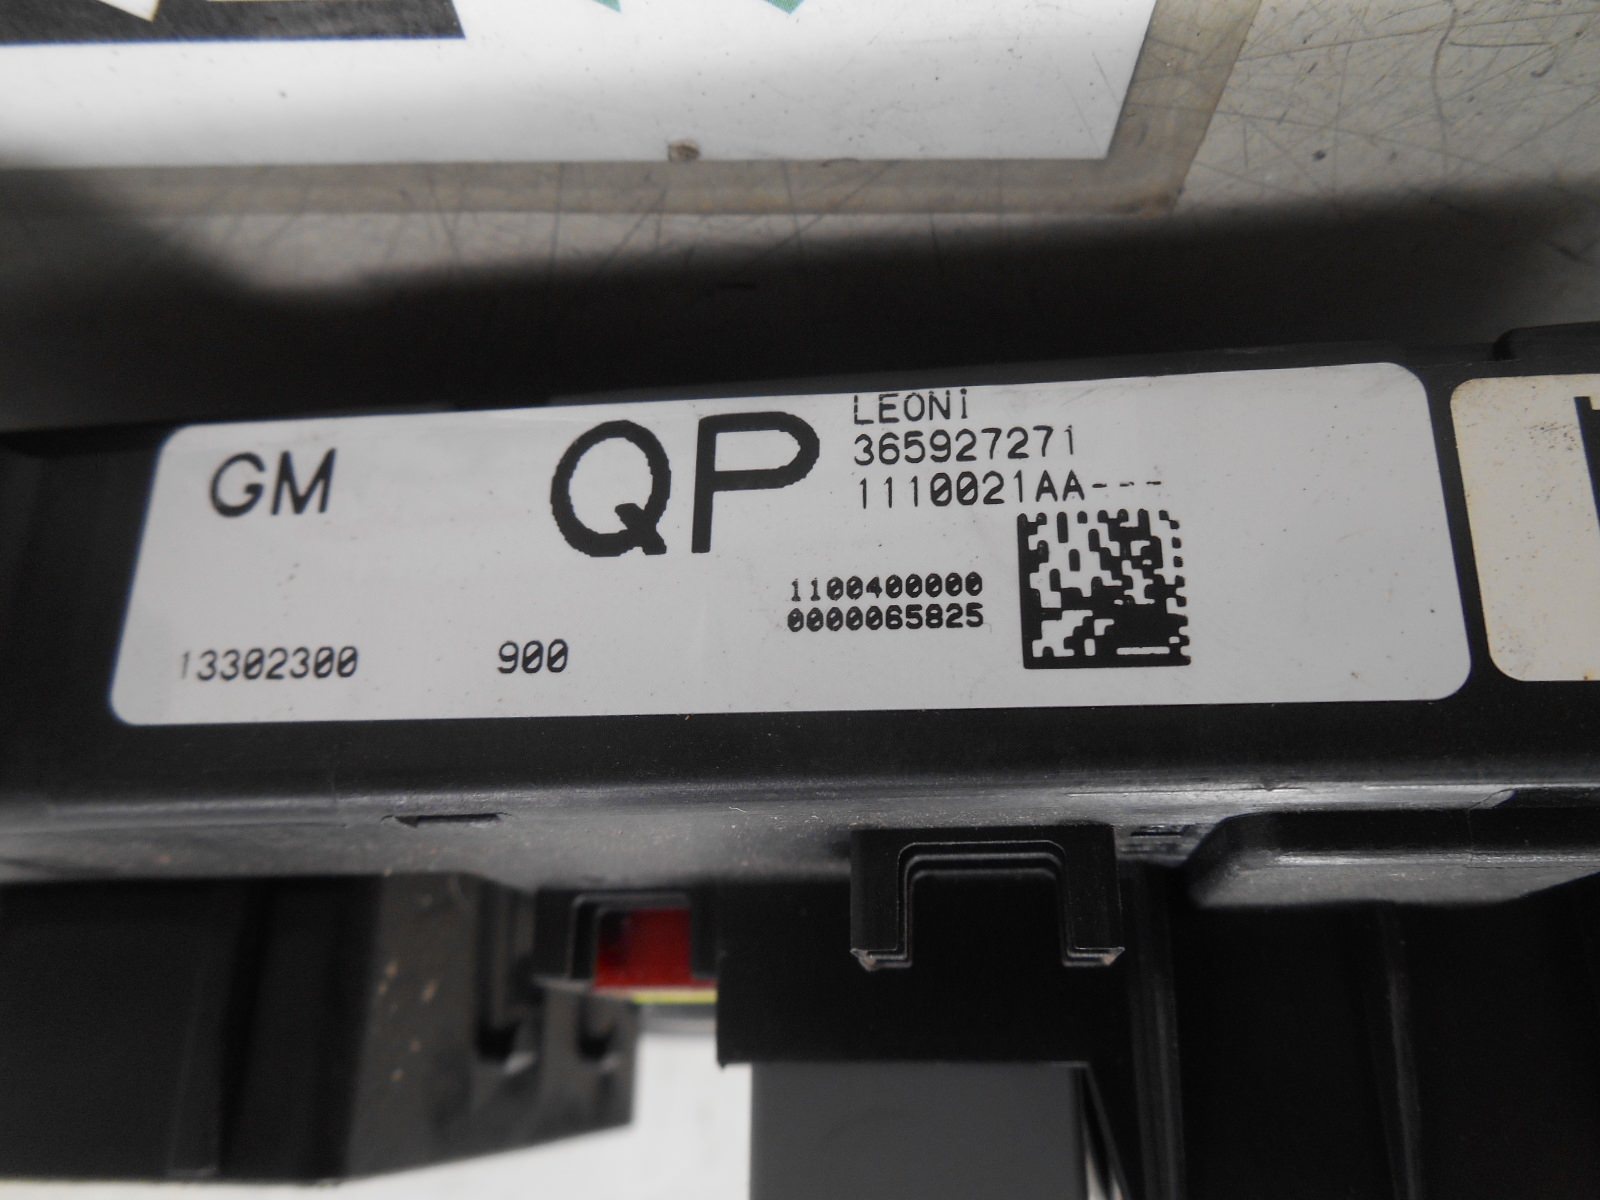 GM
QP
LEONi
365927271
1110021AA---
1100400000
0000065825
13302300 900